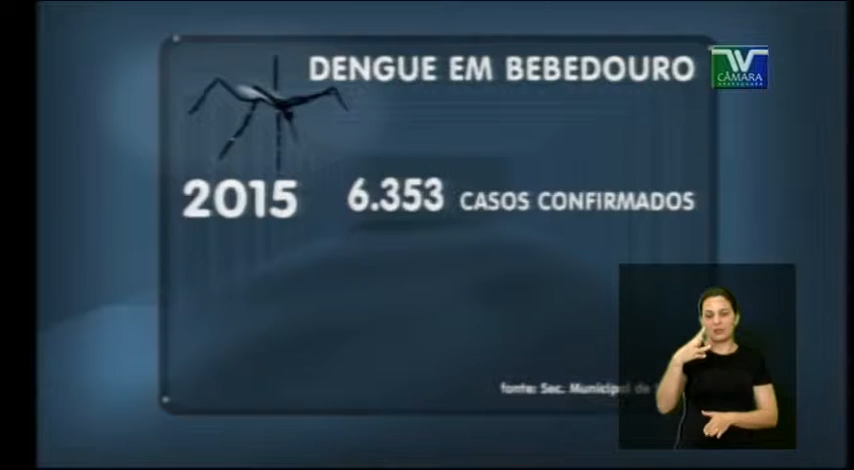 DENGUE EM BEBEDOURO
TV
CÂMARA
2015 6.353 CASOS CONFIRMADOS
fonte: Sec. Municipal de